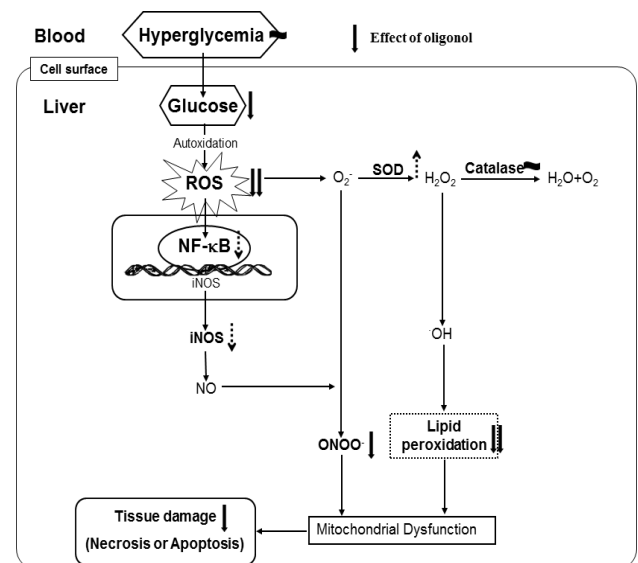 Blood
Hyperglycemia
Effect of oligonol
Cell surface
Liver
Glucose
Autoxidation
ROS
O₂⁻
SOD
H₂O₂
Catalase
H₂O+O₂
NF-κB
iNOS
iNOS
NO
·OH
ONOO⁻
Lipid
peroxidation
Tissue damage
(Necrosis or Apoptosis)
Mitochondrial Dysfunction